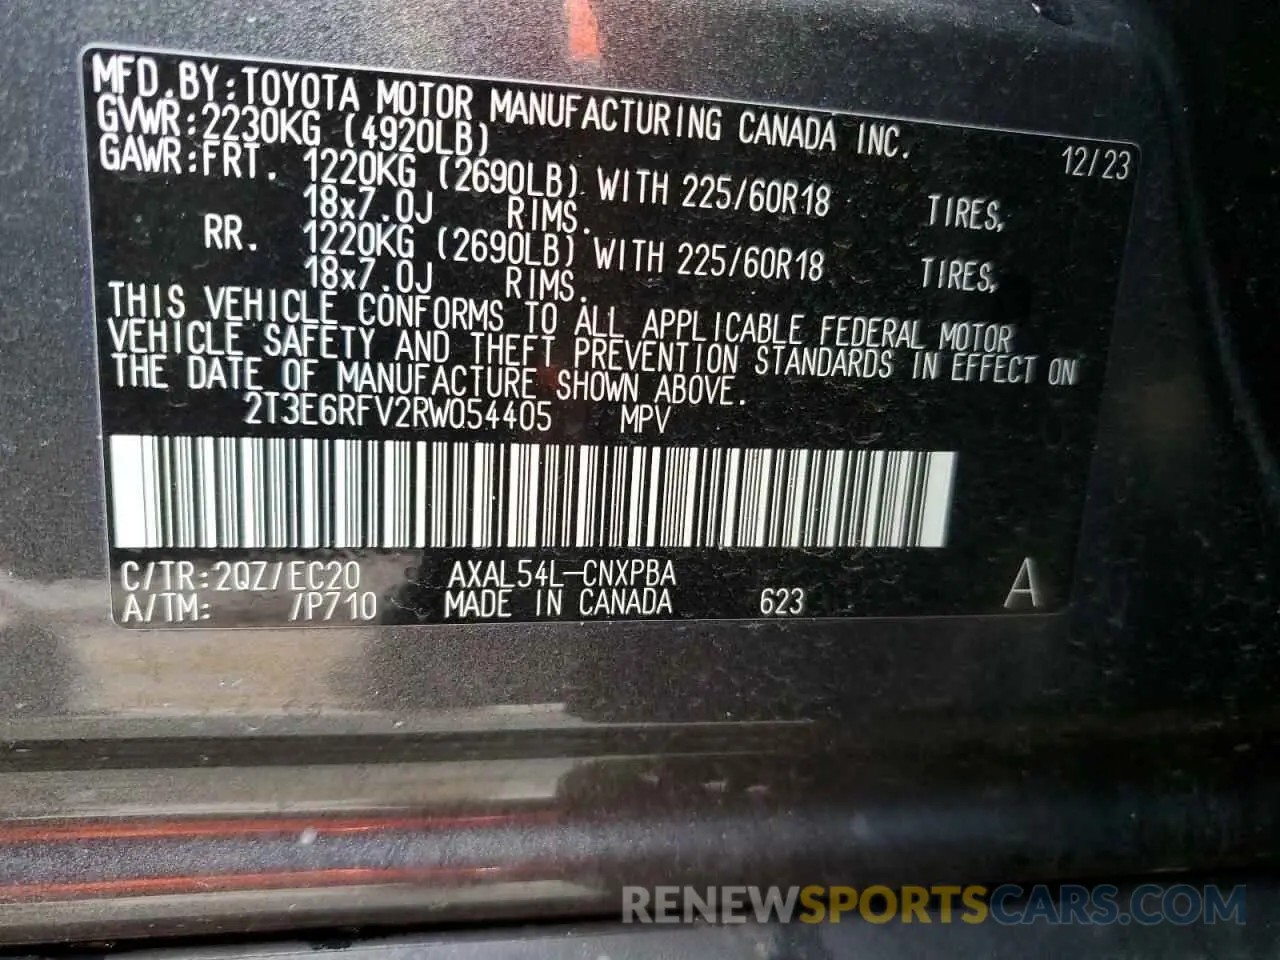 MFD.BY:TOYOTA MOTOR MANUFACTURING CANADA INC. 12/23
GVWR:2230KG (4920LB)
GAWR:FRT. 1220KG (2690LB) WITH 225/60R18 TIRES,
18x7.0J RIMS.
RR. 1220KG (2690LB) WITH 225/60R18 TIRES,
18x7.0J RIMS.
THIS VEHICLE CONFORMS TO ALL APPLICABLE FEDERAL MOTOR
VEHICLE SAFETY AND THEFT PREVENTION STANDARDS IN EFFECT ON
THE DATE OF MANUFACTURE SHOWN ABOVE.
2T3E6RFV2RW054405 MPV
C/TR:2QZ/EC20 AXAL54L-CNXPBA
A/TM: /P710 MADE IN CANADA 623 A
RENEWSPORTSCARS.COM